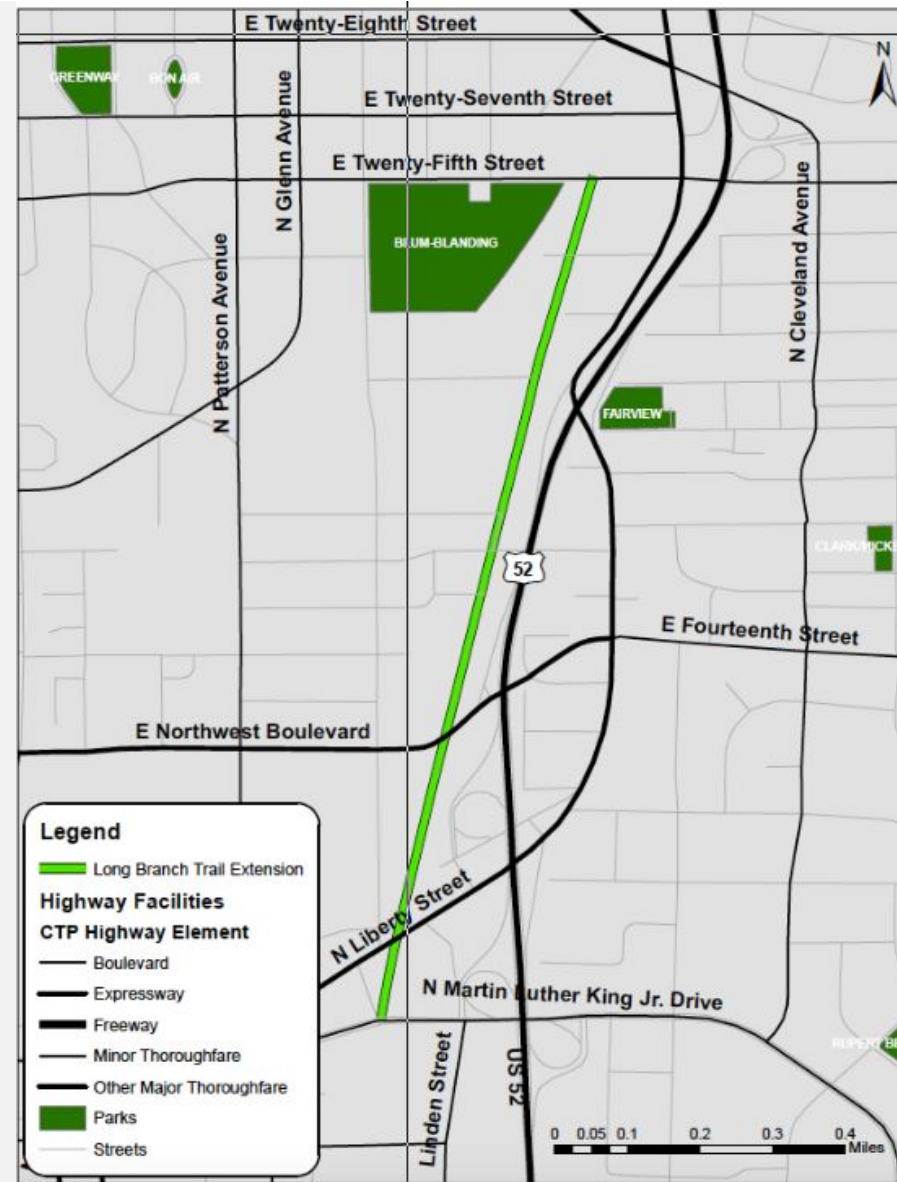 E Twenty-Eighth Street
N
GREENWAY
BON AIR
E Twenty-Seventh Street
N Glenn Avenue
E Twenty-Fifth Street
N Cleveland Avenue
BLUM-BLANDING
N Patterson Avenue
FAIRVIEW
52
E Fourteenth Street
E Northwest Boulevard
Legend
Long Branch Trail Extension
Highway Facilities
CTP Highway Element
Boulevard
Expressway
Freeway
Minor Thoroughfare
Other Major Thoroughfare
Parks
Streets
N Liberty Street
N Martin Luther King Jr. Drive
RUPERT
Linden Street
US 52
0 0.05 0.1 0.2 0.3 0.4
Miles